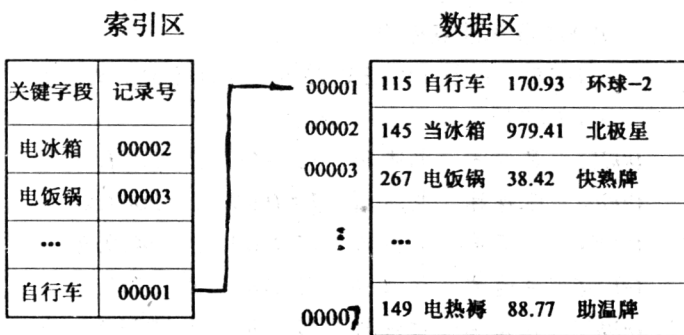 索引区
数据区
关键字段 记录号
电冰箱 00002
电饭锅 00003
...
自行车 00001
00001 115 自行车 170.93 环球-2
00002 145 当冰箱 979.41 北极星
00003 267 电饭锅 38.42 快熟牌
⋮ ...
00007 149 电热褥 88.77 助温牌